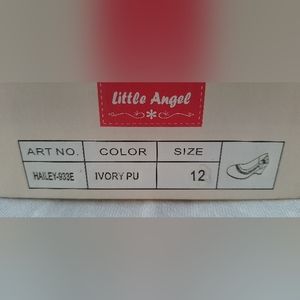 Little Angel
ART NO. COLOR SIZE
HAILEY-933E IVORY PU 12